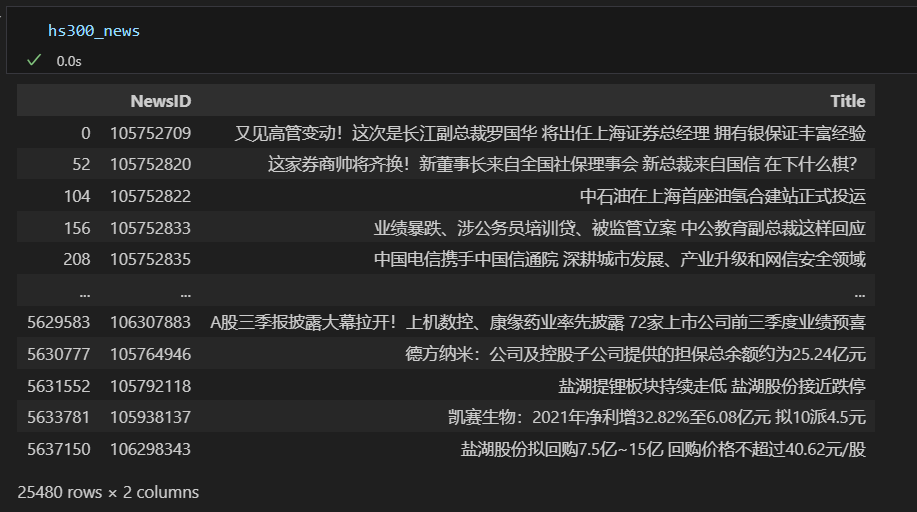 hs300_news
0.0s
NewsID Title
0 105752709 又见高管变动！这次是长江副总裁罗国华 将出任上海证券总经理 拥有银保证丰富经验
52 105752820 这家券商帅将齐换！新董事长来自全国社保理事会 新总裁来自国信 在下什么棋？
104 105752822 中石油在上海首座油氢合建站正式投运
156 105752833 业绩暴跌、涉公务员培训贷、被监管立案 中公教育副总裁这样回应
208 105752835 中国电信携手中国信通院 深耕城市发展、产业升级和网信安全领域
... ... ...
5629583 106307883 A股三季报披露大幕拉开！上机数控、康缘药业率先披露 72家上市公司前三季度业绩预喜
5630777 105764946 德方纳米：公司及控股子公司提供的担保总余额约为25.24亿元
5631552 105792118 盐湖提锂板块持续走低 盐湖股份接近跌停
5633781 105938137 凯赛生物：2021年净利增32.82%至6.08亿元 拟10派4.5元
5637150 106298343 盐湖股份拟回购7.5亿~15亿 回购价格不超过40.62元/股
25480 rows × 2 columns